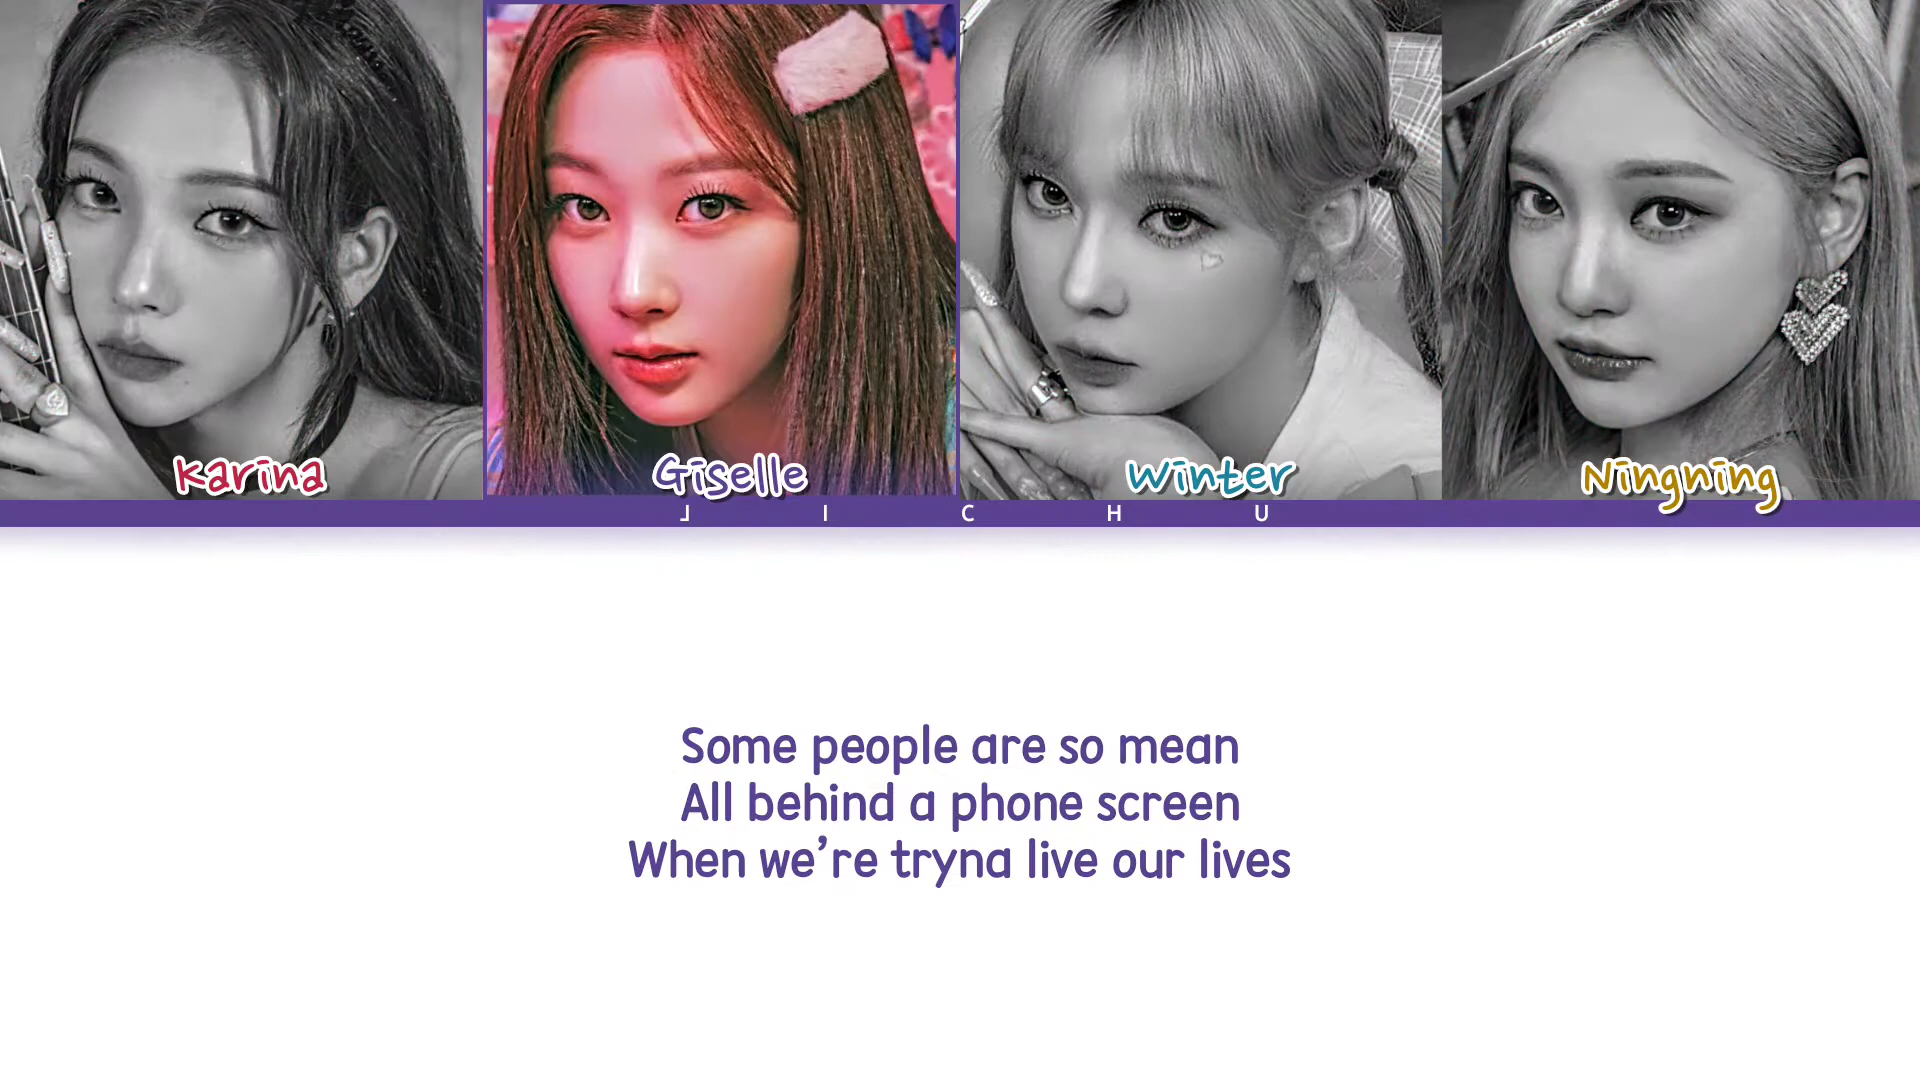 Karina
Giselle
Winter
Ningning
J I C H U
Some people are so mean
All behind a phone screen
When we’re tryna live our lives